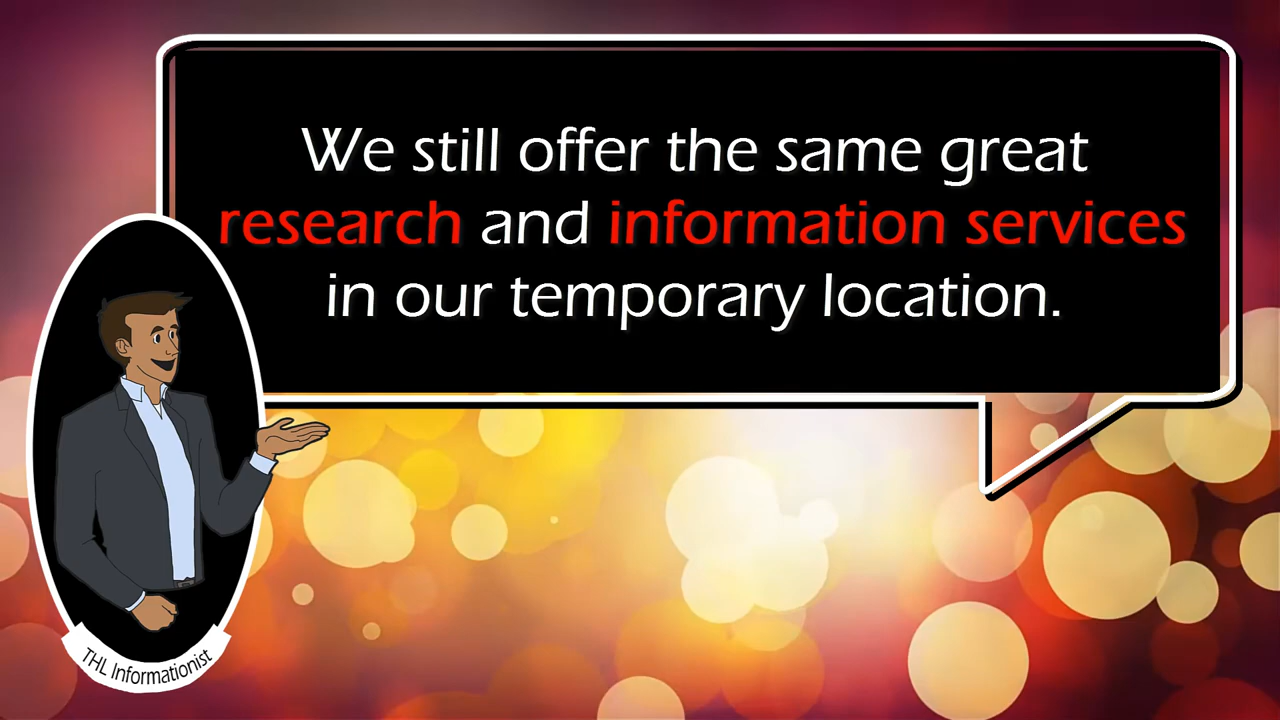 We still offer the same great
research and information services
in our temporary location.
THL Informationist